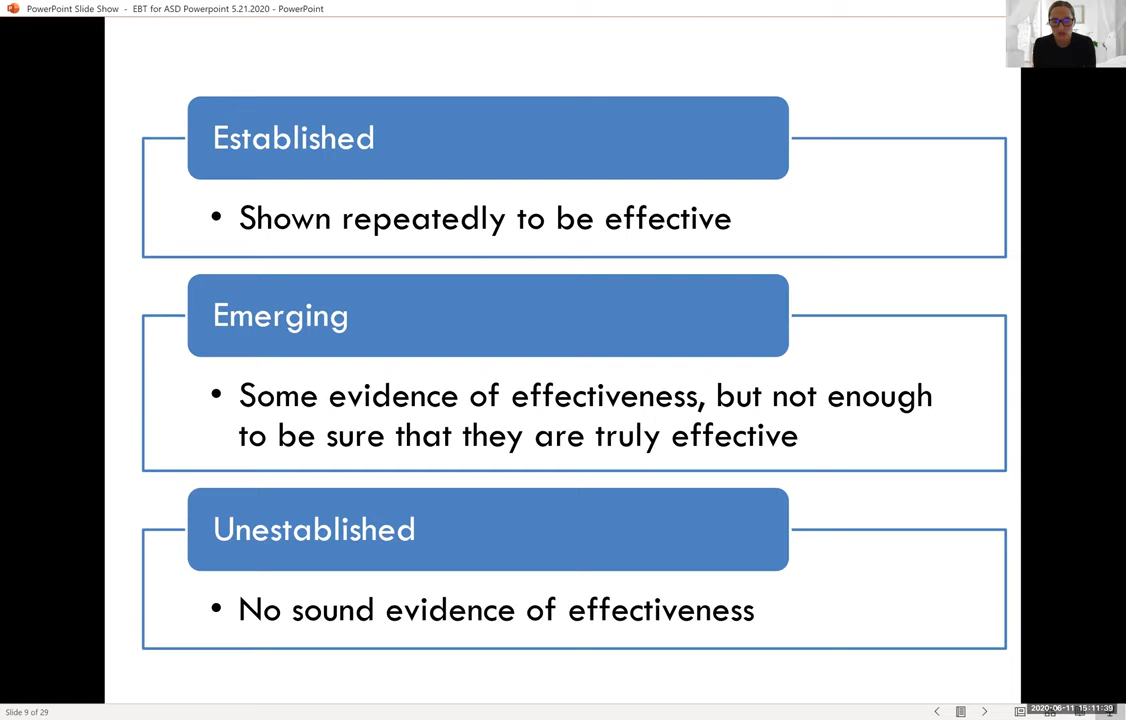 PowerPoint Slide Show - EBT for ASD Powerpoint 5.21.2020 - PowerPoint
Established
• Shown repeatedly to be effective
Emerging
• Some evidence of effectiveness, but not enough
to be sure that they are truly effective
Unestablished
• No sound evidence of effectiveness
Slide 9 of 29
2020-06-11 15:11:39